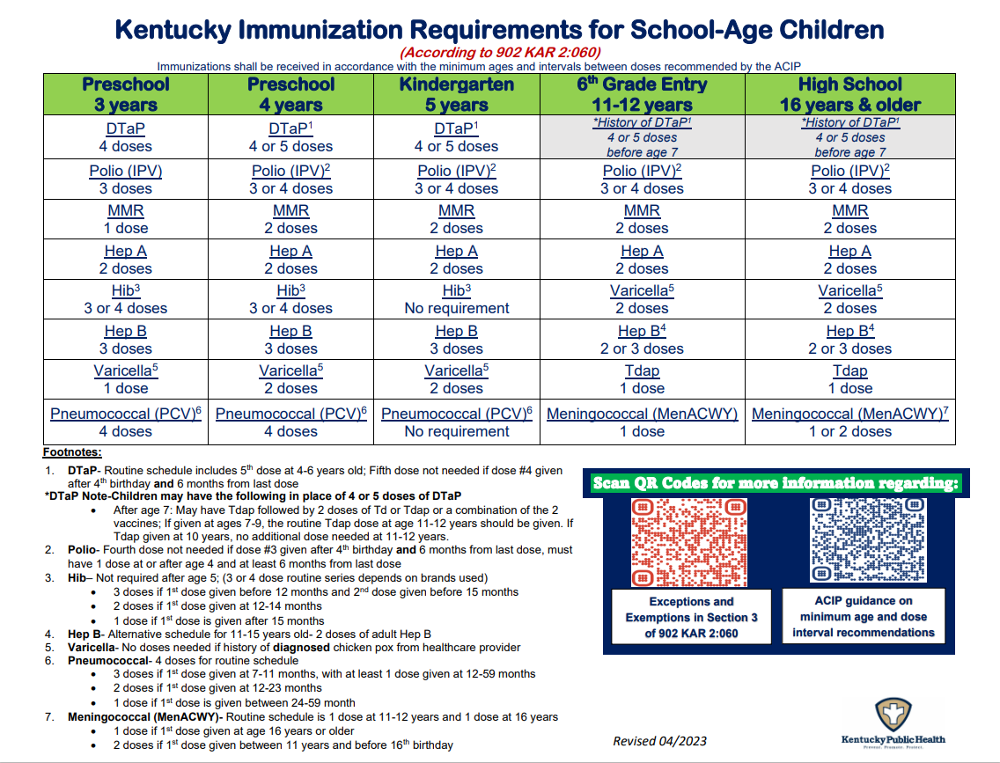 Kentucky Immunization Requirements for School-Age Children
(According to 902 KAR 2:060)
Immunizations shall be received in accordance with the minimum ages and intervals between doses recommended by the ACIP
Preschool
3 years
Preschool
4 years
Kindergarten
5 years
6th Grade Entry
11-12 years
High School
16 years & older
DTaP
4 doses
DTaP1
4 or 5 doses
DTaP1
4 or 5 doses
*History of DTaP1
4 or 5 doses
before age 7
*History of DTaP1
4 or 5 doses
before age 7
Polio (IPV)
3 doses
Polio (IPV)2
3 or 4 doses
Polio (IPV)2
3 or 4 doses
Polio (IPV)2
3 or 4 doses
Polio (IPV)2
3 or 4 doses
MMR
1 dose
MMR
2 doses
MMR
2 doses
MMR
2 doses
MMR
2 doses
Hep A
2 doses
Hep A
2 doses
Hep A
2 doses
Hep A
2 doses
Hep A
2 doses
Hib3
3 or 4 doses
Hib3
3 or 4 doses
Hib3
No requirement
Varicella5
2 doses
Varicella5
2 doses
Hep B
3 doses
Hep B
3 doses
Hep B
3 doses
Hep B4
2 or 3 doses
Hep B4
2 or 3 doses
Varicella5
1 dose
Varicella5
2 doses
Varicella5
2 doses
Tdap
1 dose
Tdap
1 dose
Pneumococcal (PCV)6
4 doses
Pneumococcal (PCV)6
4 doses
Pneumococcal (PCV)6
No requirement
Meningococcal (MenACWY)
1 dose
Meningococcal (MenACWY)7
1 or 2 doses
Footnotes:
1. DTaP- Routine schedule includes 5th dose at 4-6 years old; Fifth dose not needed if dose #4 given
after 4th birthday and 6 months from last dose
*DTaP Note-Children may have the following in place of 4 or 5 doses of DTaP
• After age 7: May have Tdap followed by 2 doses of Td or Tdap or a combination of the 2
vaccines; If given at ages 7-9, the routine Tdap dose at age 11-12 years should be given. If
Tdap given at 10 years, no additional dose needed at 11-12 years.
2. Polio- Fourth dose not needed if dose #3 given after 4th birthday and 6 months from last dose, must
have 1 dose at or after age 4 and at least 6 months from last dose
3. Hib– Not required after age 5; (3 or 4 dose routine series depends on brands used)
• 3 doses if 1st dose given before 12 months and 2nd dose given before 15 months
• 2 doses if 1st dose given at 12-14 months
• 1 dose if 1st dose is given after 15 months
4. Hep B- Alternative schedule for 11-15 years old- 2 doses of adult Hep B
5. Varicella- No doses needed if history of diagnosed chicken pox from healthcare provider
6. Pneumococcal- 4 doses for routine schedule
• 3 doses if 1st dose given at 7-11 months, with at least 1 dose given at 12-59 months
• 2 doses if 1st dose given at 12-23 months
• 1 dose if 1st dose is given between 24-59 month
7. Meningococcal (MenACWY)- Routine schedule is 1 dose at 11-12 years and 1 dose at 16 years
• 1 dose if 1st dose given at age 16 years or older
• 2 doses if 1st dose given between 11 years and before 16th birthday
Scan QR Codes for more information regarding:
Exceptions and
Exemptions in Section 3
of 902 KAR 2:060
ACIP guidance on
minimum age and dose
interval recommendations
Revised 04/2023
KentuckyPublicHealth
Prevent. Promote. Protect.